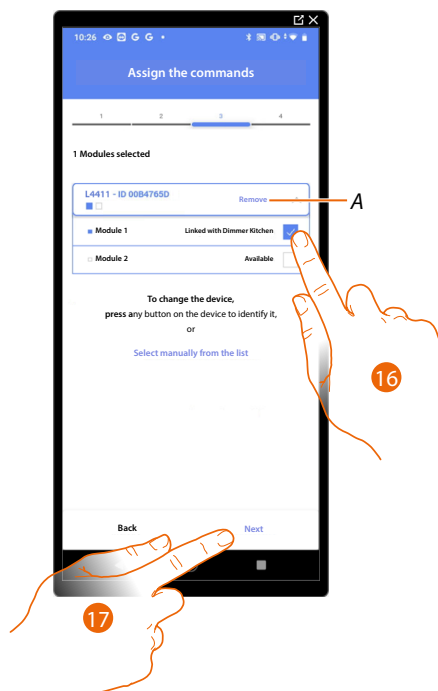 10:26 G G
Assign the commands
1 2 3 4
1 Modules selected
L4411 - ID 00B4765D
Remove
A
Module 1 Linked with Dimmer Kitchen
Module 2 Available
To change the device,
press any button on the device to identify it,
or
Select manually from the list
16
Back Next
17